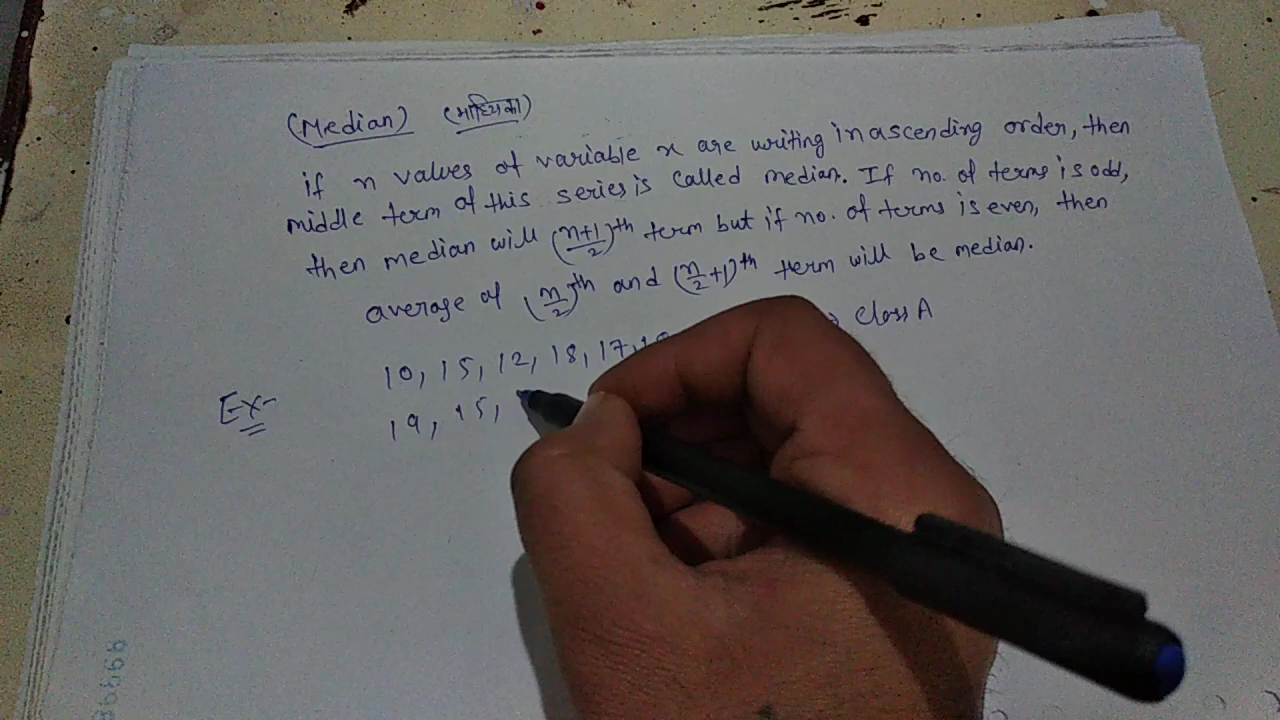 (Median) (माध्यिका)
if n values of variable x are writing in ascending order, then
middle term of this series is called median. If no. of terms is odd,
then median will (n+1/2)th term but if no. of terms is even, then
average of (n/2)th and (n/2+1)th term will be median.
Ex- 10, 15, 12, 18, 17, Class A
19, 15,